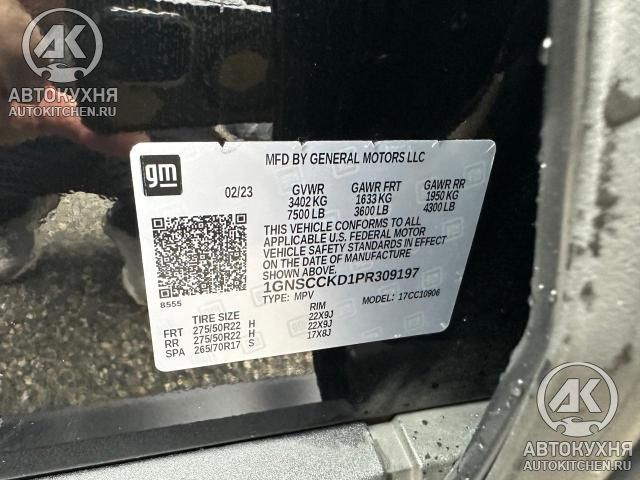 АВТОКУХНЯ
AUTOKITCHEN.RU
gm
MFD BY GENERAL MOTORS LLC
02/23 GVWR GAWR FRT GAWR RR
3402 KG 1633 KG 1950 KG
7500 LB 3600 LB 4300 LB
THIS VEHICLE CONFORMS TO ALL
APPLICABLE U.S. FEDERAL MOTOR
VEHICLE SAFETY STANDARDS IN EFFECT
ON THE DATE OF MANUFACTURE
SHOWN ABOVE.
1GNSCCKD1PR309197
8555
TYPE: MPV MODEL: 17CC10906
TIRE SIZE RIM
FRT 275/50R22 H 22X9J
RR 275/50R22 H 22X9J
SPA 265/70R17 S 17X8J
АК
АВТОКУХНЯ
AUTOKITCHEN.RU